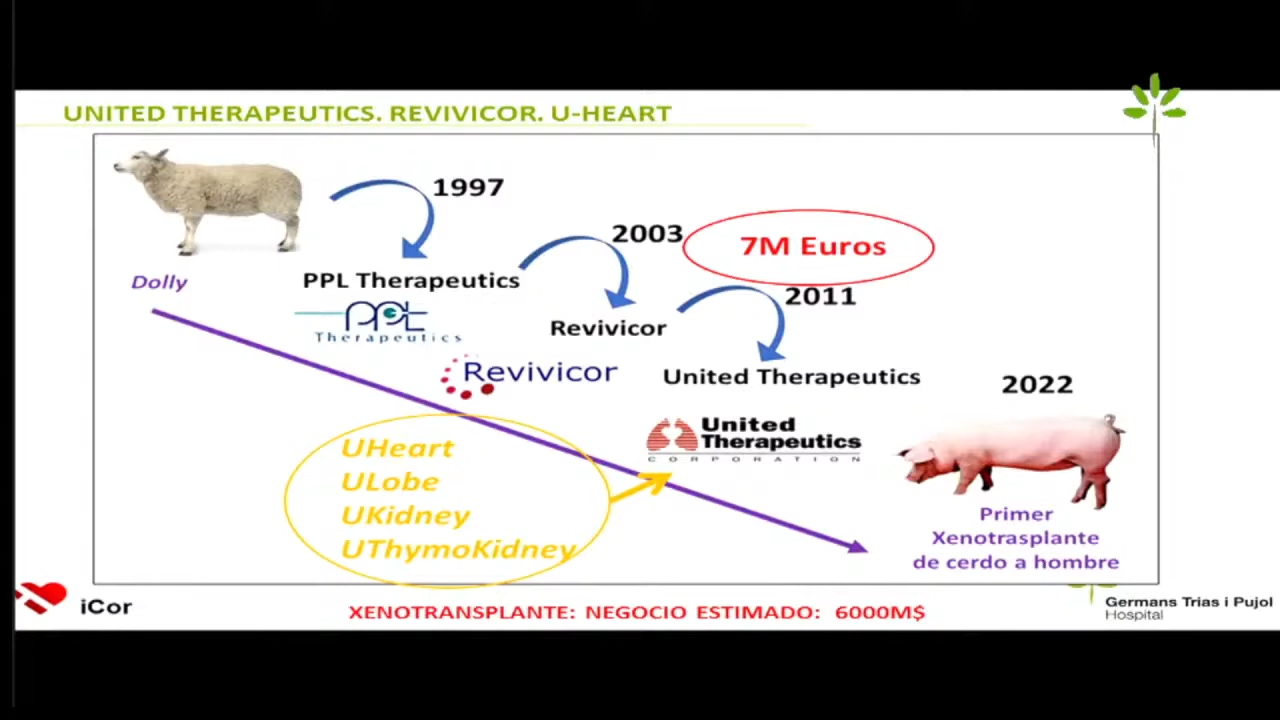 UNITED THERAPEUTICS. REVIVICOR. U-HEART
1997
2003
7M Euros
Dolly
PPL Therapeutics
2011
PPL
Therapeutics
Revivicor
Revivicor
United Therapeutics
2022
United
Therapeutics
CORPORATION
UHeart
ULobe
UKidney
UThymoKidney
Primer
Xenotrasplante
de cerdo a hombre
iCor
XENOTRANSPLANTE: NEGOCIO ESTIMADO: 6000M$
Germans Trias i Pujol
Hospital